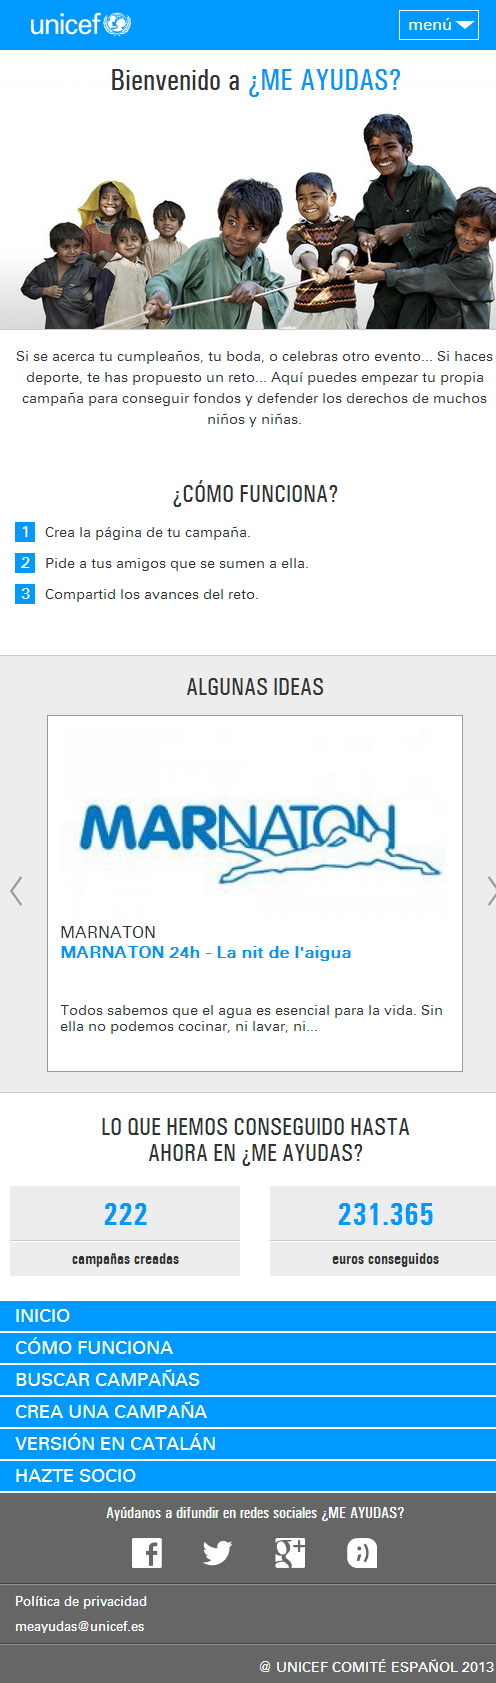 unicef
menú
Bienvenido a ¿ME AYUDAS?
Si se acerca tu cumpleaños, tu boda, o celebras otro evento... Si haces
deporte, te has propuesto un reto... Aquí puedes empezar tu propia
campaña para conseguir fondos y defender los derechos de muchos
niños y niñas.
¿CÓMO FUNCIONA?
1 Crea la página de tu campaña.
2 Pide a tus amigos que se sumen a ella.
3 Compartid los avances del reto.
ALGUNAS IDEAS
MARNATON
MARNATON
MARNATON 24h - La nit de l'aigua
Todos sabemos que el agua es esencial para la vida. Sin
ella no podemos cocinar, ni lavar, ni...
LO QUE HEMOS CONSEGUIDO HASTA
AHORA EN ¿ME AYUDAS?
222
campañas creadas
231.365
euros conseguidos
INICIO
CÓMO FUNCIONA
BUSCAR CAMPAÑAS
CREA UNA CAMPAÑA
VERSIÓN EN CATALÁN
HAZTE SOCIO
Ayúdanos a difundir en redes sociales ¿ME AYUDAS?
Política de privacidad
meayudas@unicef.es
@ UNICEF COMITÉ ESPAÑOL 2013